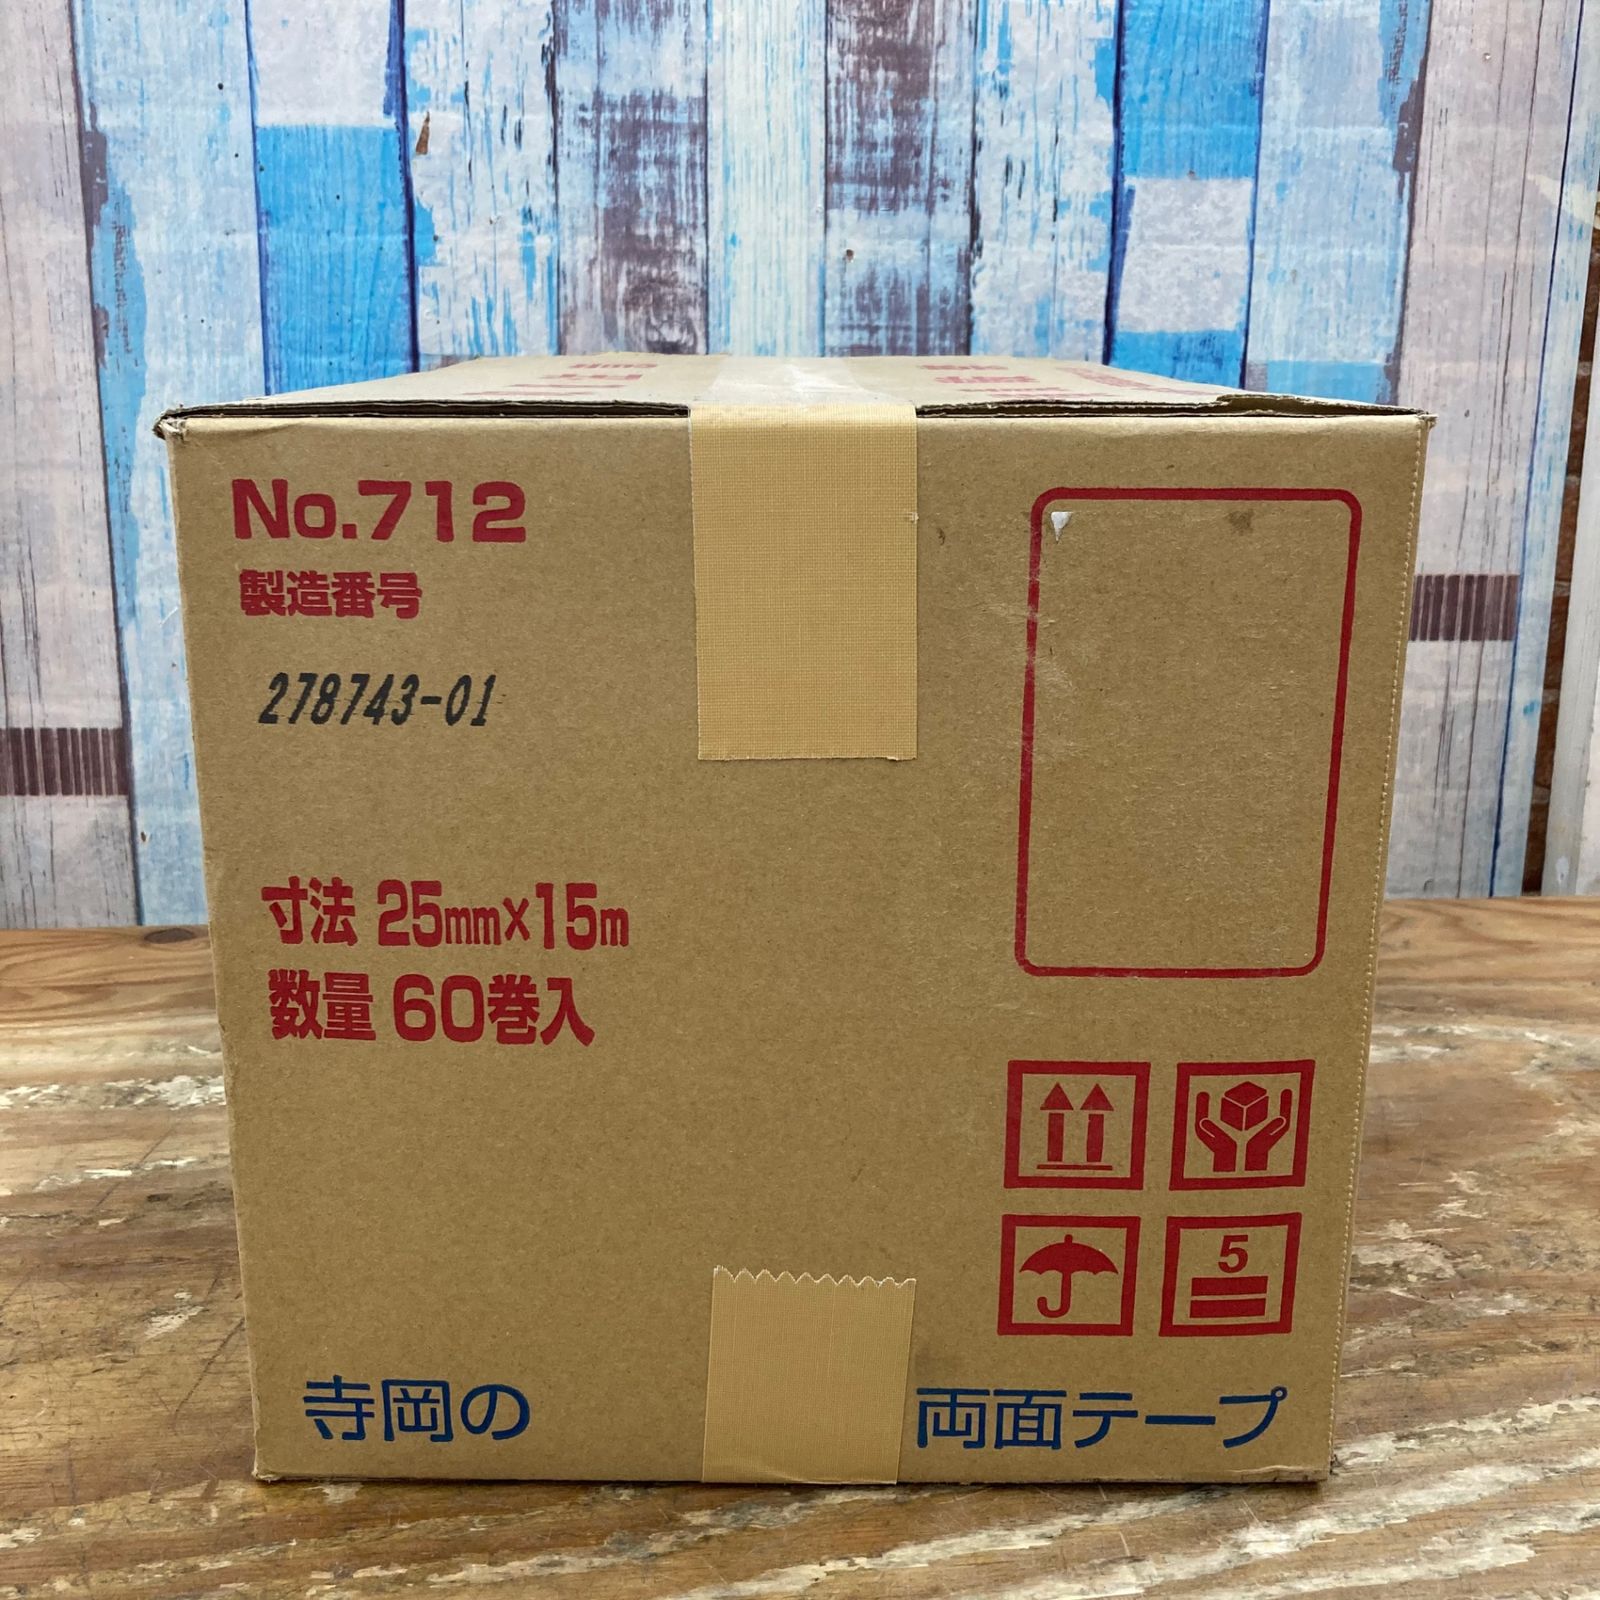 No.712
製造番号
278743-01
寸法 25mm×15m
数量 60巻入
5
寺岡の 両面テープ